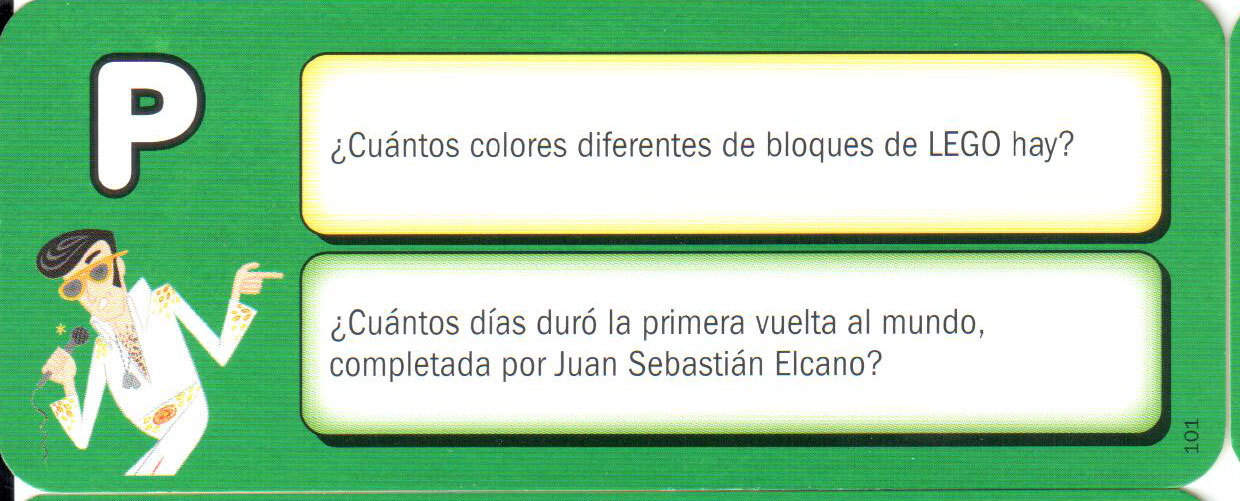 P
¿Cuántos colores diferentes de bloques de LEGO hay?
¿Cuántos días duró la primera vuelta al mundo,
completada por Juan Sebastián Elcano?
101